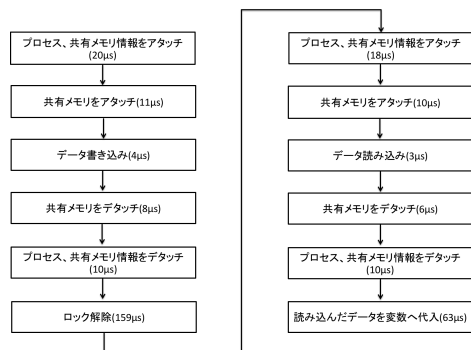 プロセス、共有メモリ情報をアタッチ
(20μs)
共有メモリをアタッチ(11μs)
データ書き込み(4μs)
共有メモリをデタッチ(8μs)
プロセス、共有メモリ情報をデタッチ
(10μs)
ロック解除(159μs)
プロセス、共有メモリ情報をアタッチ
(18μs)
共有メモリをアタッチ(10μs)
データ読み込み(3μs)
共有メモリをデタッチ(6μs)
プロセス、共有メモリ情報をデタッチ
(10μs)
読み込んだデータを変数へ代入(63μs)